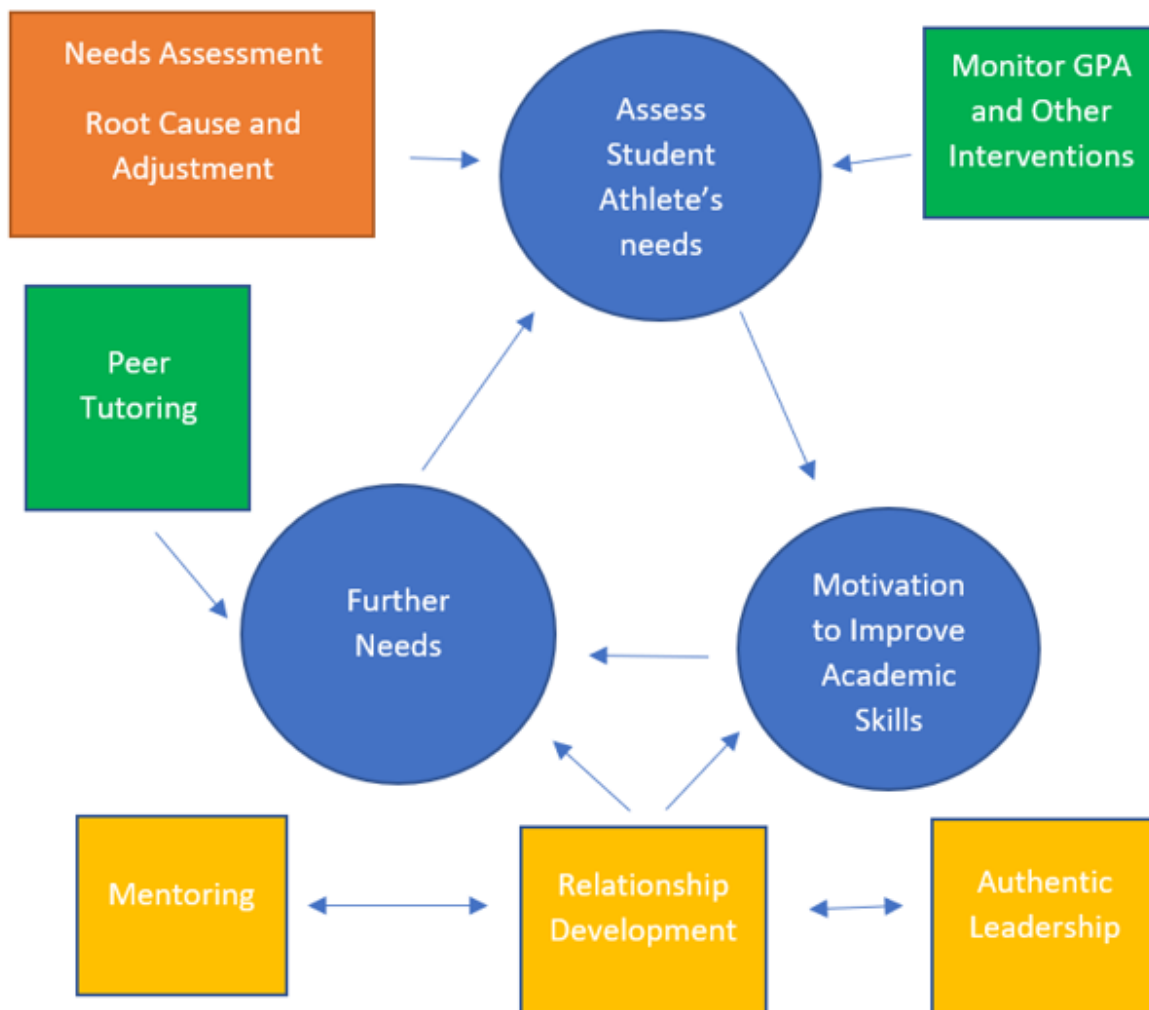 Needs Assessment
Root Cause and
Adjustment
Assess
Student
Athlete’s
needs
Monitor GPA
and Other
Interventions
Peer
Tutoring
Further
Needs
Motivation
to Improve
Academic
Skills
Mentoring
Relationship
Development
Authentic
Leadership